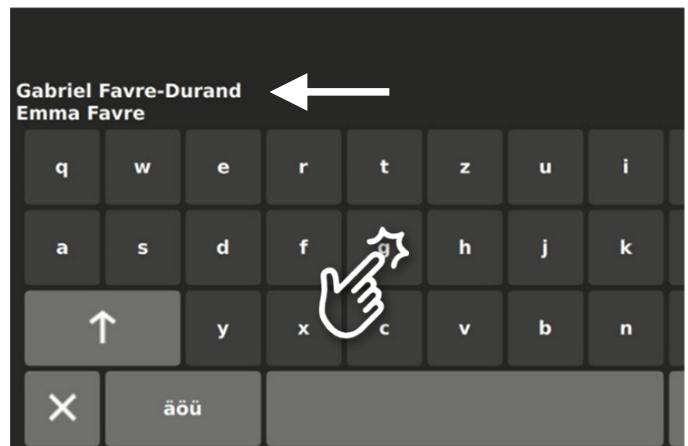 Gabriel Favre-Durand
Emma Favre
q w e r t z u i
a s d f g h j k
↑ y x c v b n
× äöü